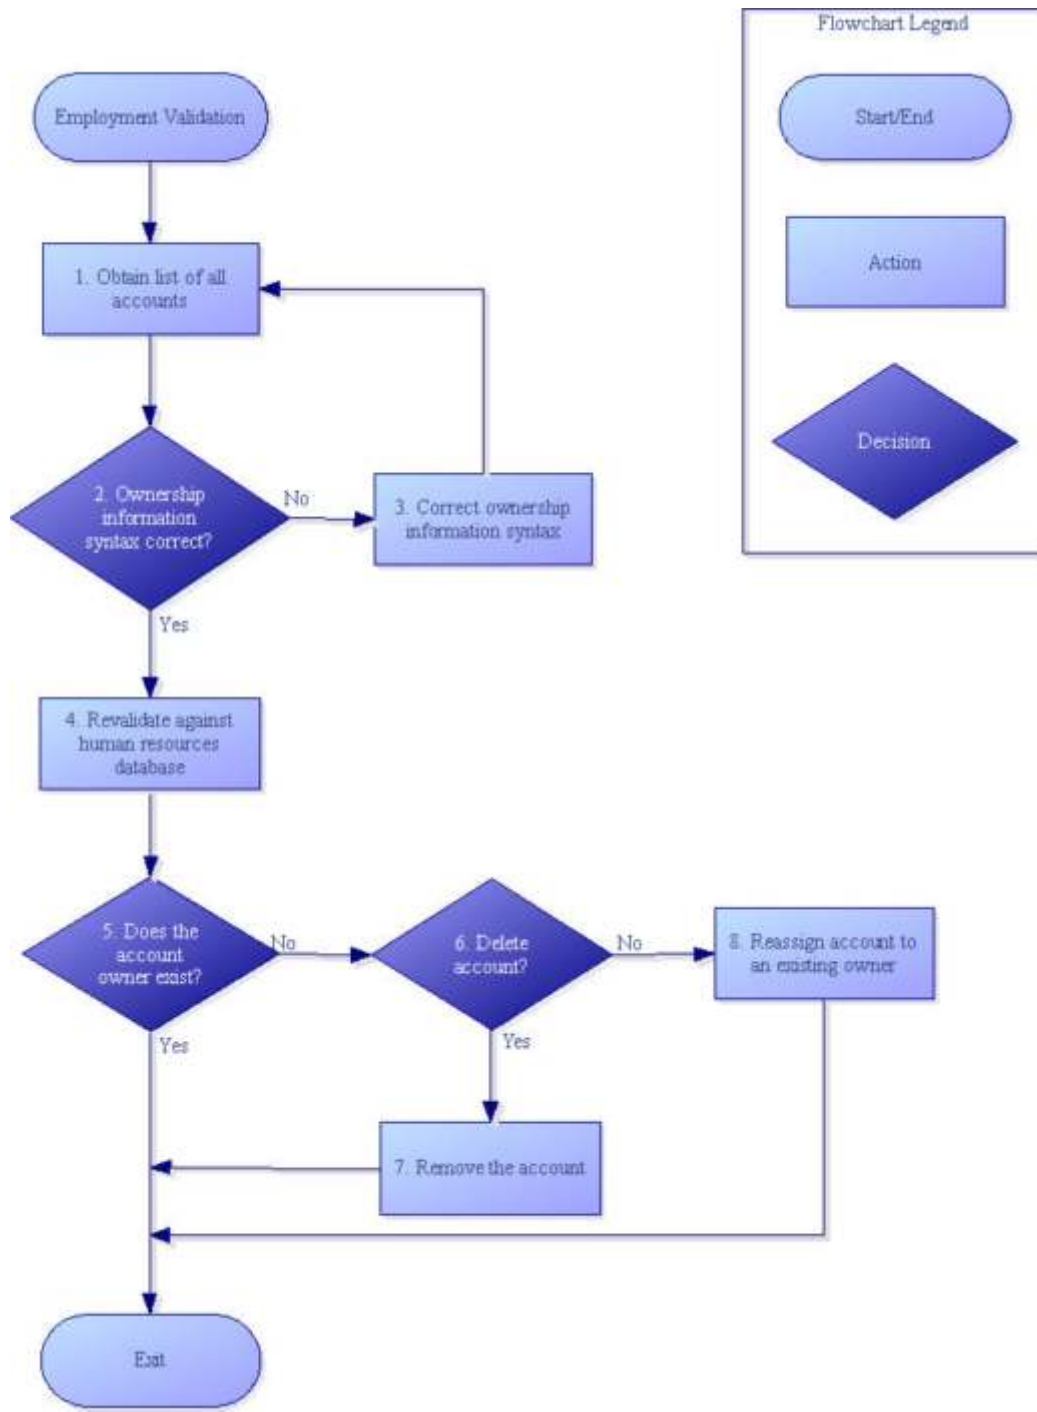 Flowchart Legend
Start/End
Action
Decision
Employment Validation
1. Obtain list of all
accounts
2. Ownership
information
syntax correct?
No
3. Correct ownership
information syntax
Yes
4. Revalidate against
human resources
database
5. Does the
account
owner exist?
No
6. Delete
account?
No
8. Reassign account to
an existing owner
Yes
Yes
7. Remove the account
Exit